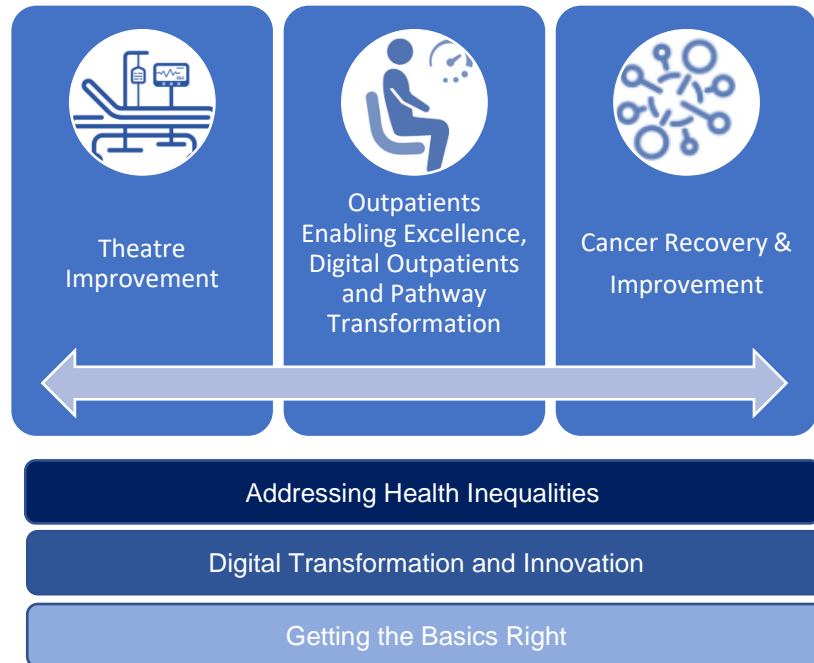 Theatre
Improvement
Outpatients
Enabling Excellence,
Digital Outpatients
and Pathway
Transformation
Cancer Recovery &
Improvement
Addressing Health Inequalities
Digital Transformation and Innovation
Getting the Basics Right